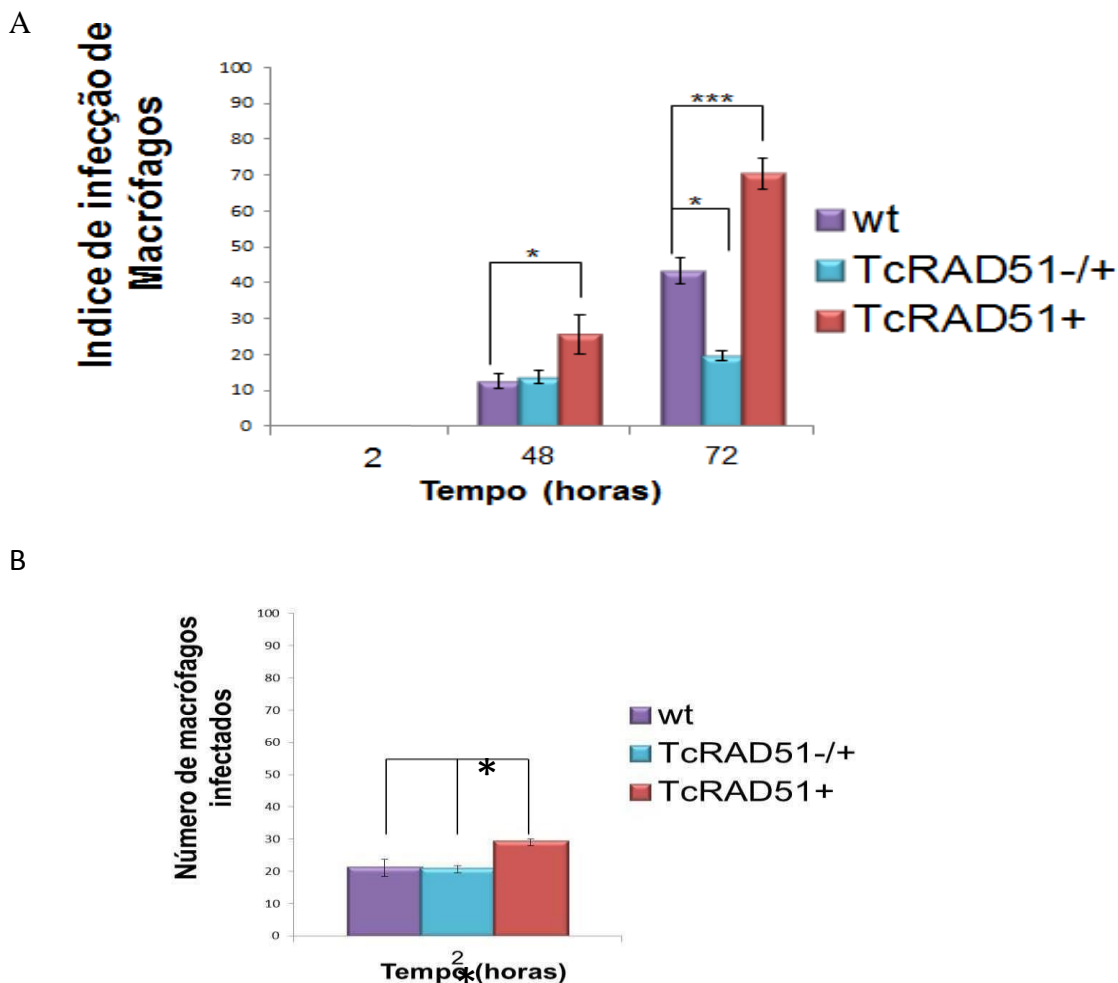 A
Indice de infecção de
Macrófagos
100
90
80
70
60
50
40
30
20
10
0
*
*
***
2 48 72
Tempo (horas)
wt
TcRAD51-/+
TcRAD51+
B
Número de macrófagos
infectados
100
90
80
70
60
50
40
30
20
10
0
*
2
Tempo (horas)
*
wt
TcRAD51-/+
TcRAD51+